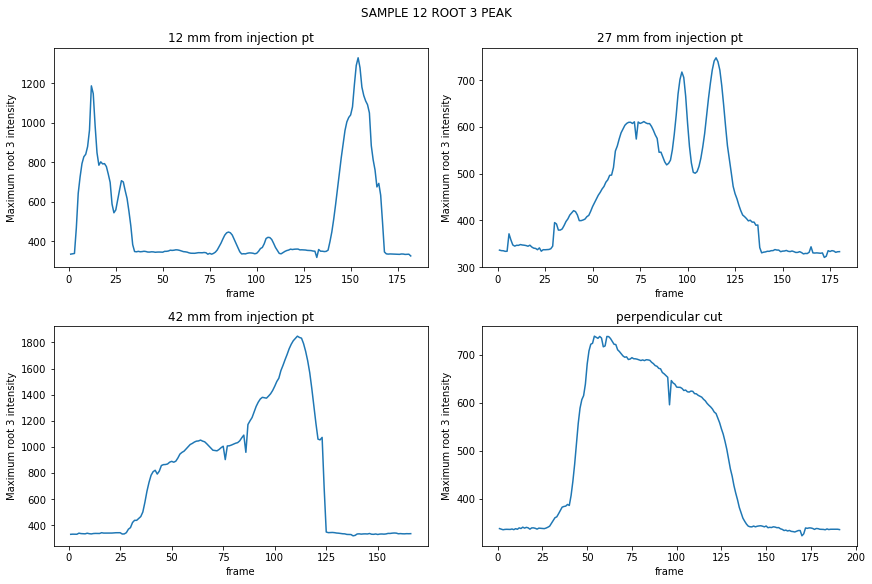 SAMPLE 12 ROOT 3 PEAK
12 mm from injection pt
Maximum root 3 intensity
1200
1000
800
600
400
0 25 50 75 100 125 150 175
frame
27 mm from injection pt
Maximum root 3 intensity
700
600
500
400
300
0 25 50 75 100 125 150 175
frame
42 mm from injection pt
Maximum root 3 intensity
1800
1600
1400
1200
1000
800
600
400
0 25 50 75 100 125 150
frame
perpendicular cut
Maximum root 3 intensity
700
600
500
400
0 25 50 75 100 125 150 175 200
frame